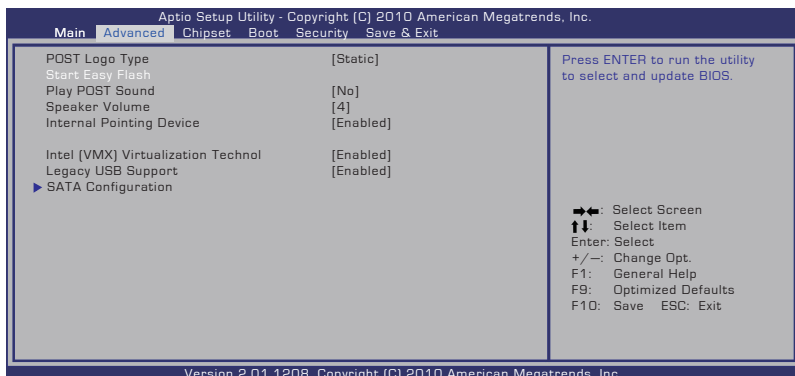 Aptio Setup Utility - Copyright (C) 2010 American Megatrends, Inc.
Main Advanced Chipset Boot Security Save & Exit
POST Logo Type [Static]
Start Easy Flash
Play POST Sound [No]
Speaker Volume [4]
Internal Pointing Device [Enabled]
Intel (VMX) Virtualization Technol [Enabled]
Legacy USB Support [Enabled]
SATA Configuration
Press ENTER to run the utility
to select and update BIOS.
→←: Select Screen
↑↓: Select Item
Enter: Select
+/—: Change Opt.
F1: General Help
F9: Optimized Defaults
F10: Save ESC: Exit
Version 2.01.1208. Copyright (C) 2010 American Megatrends, Inc.